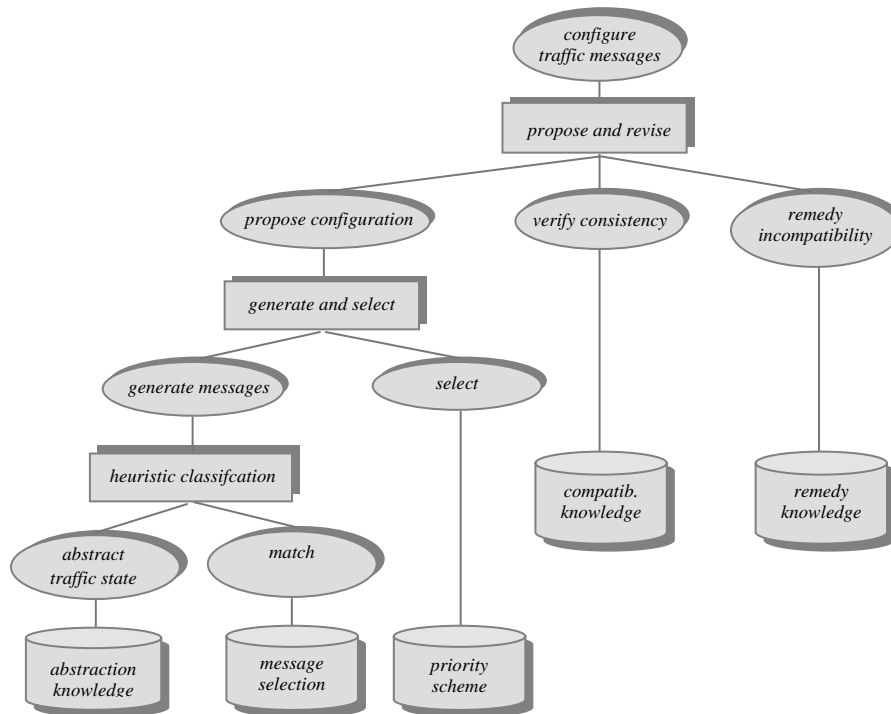 configure
traffic messages
propose and revise
propose configuration
verify consistency
remedy
incompatibility
generate and select
generate messages
select
heuristic classifcation
compatib.
knowledge
remedy
knowledge
abstract
traffic state
match
abstraction
knowledge
message
selection
priority
scheme